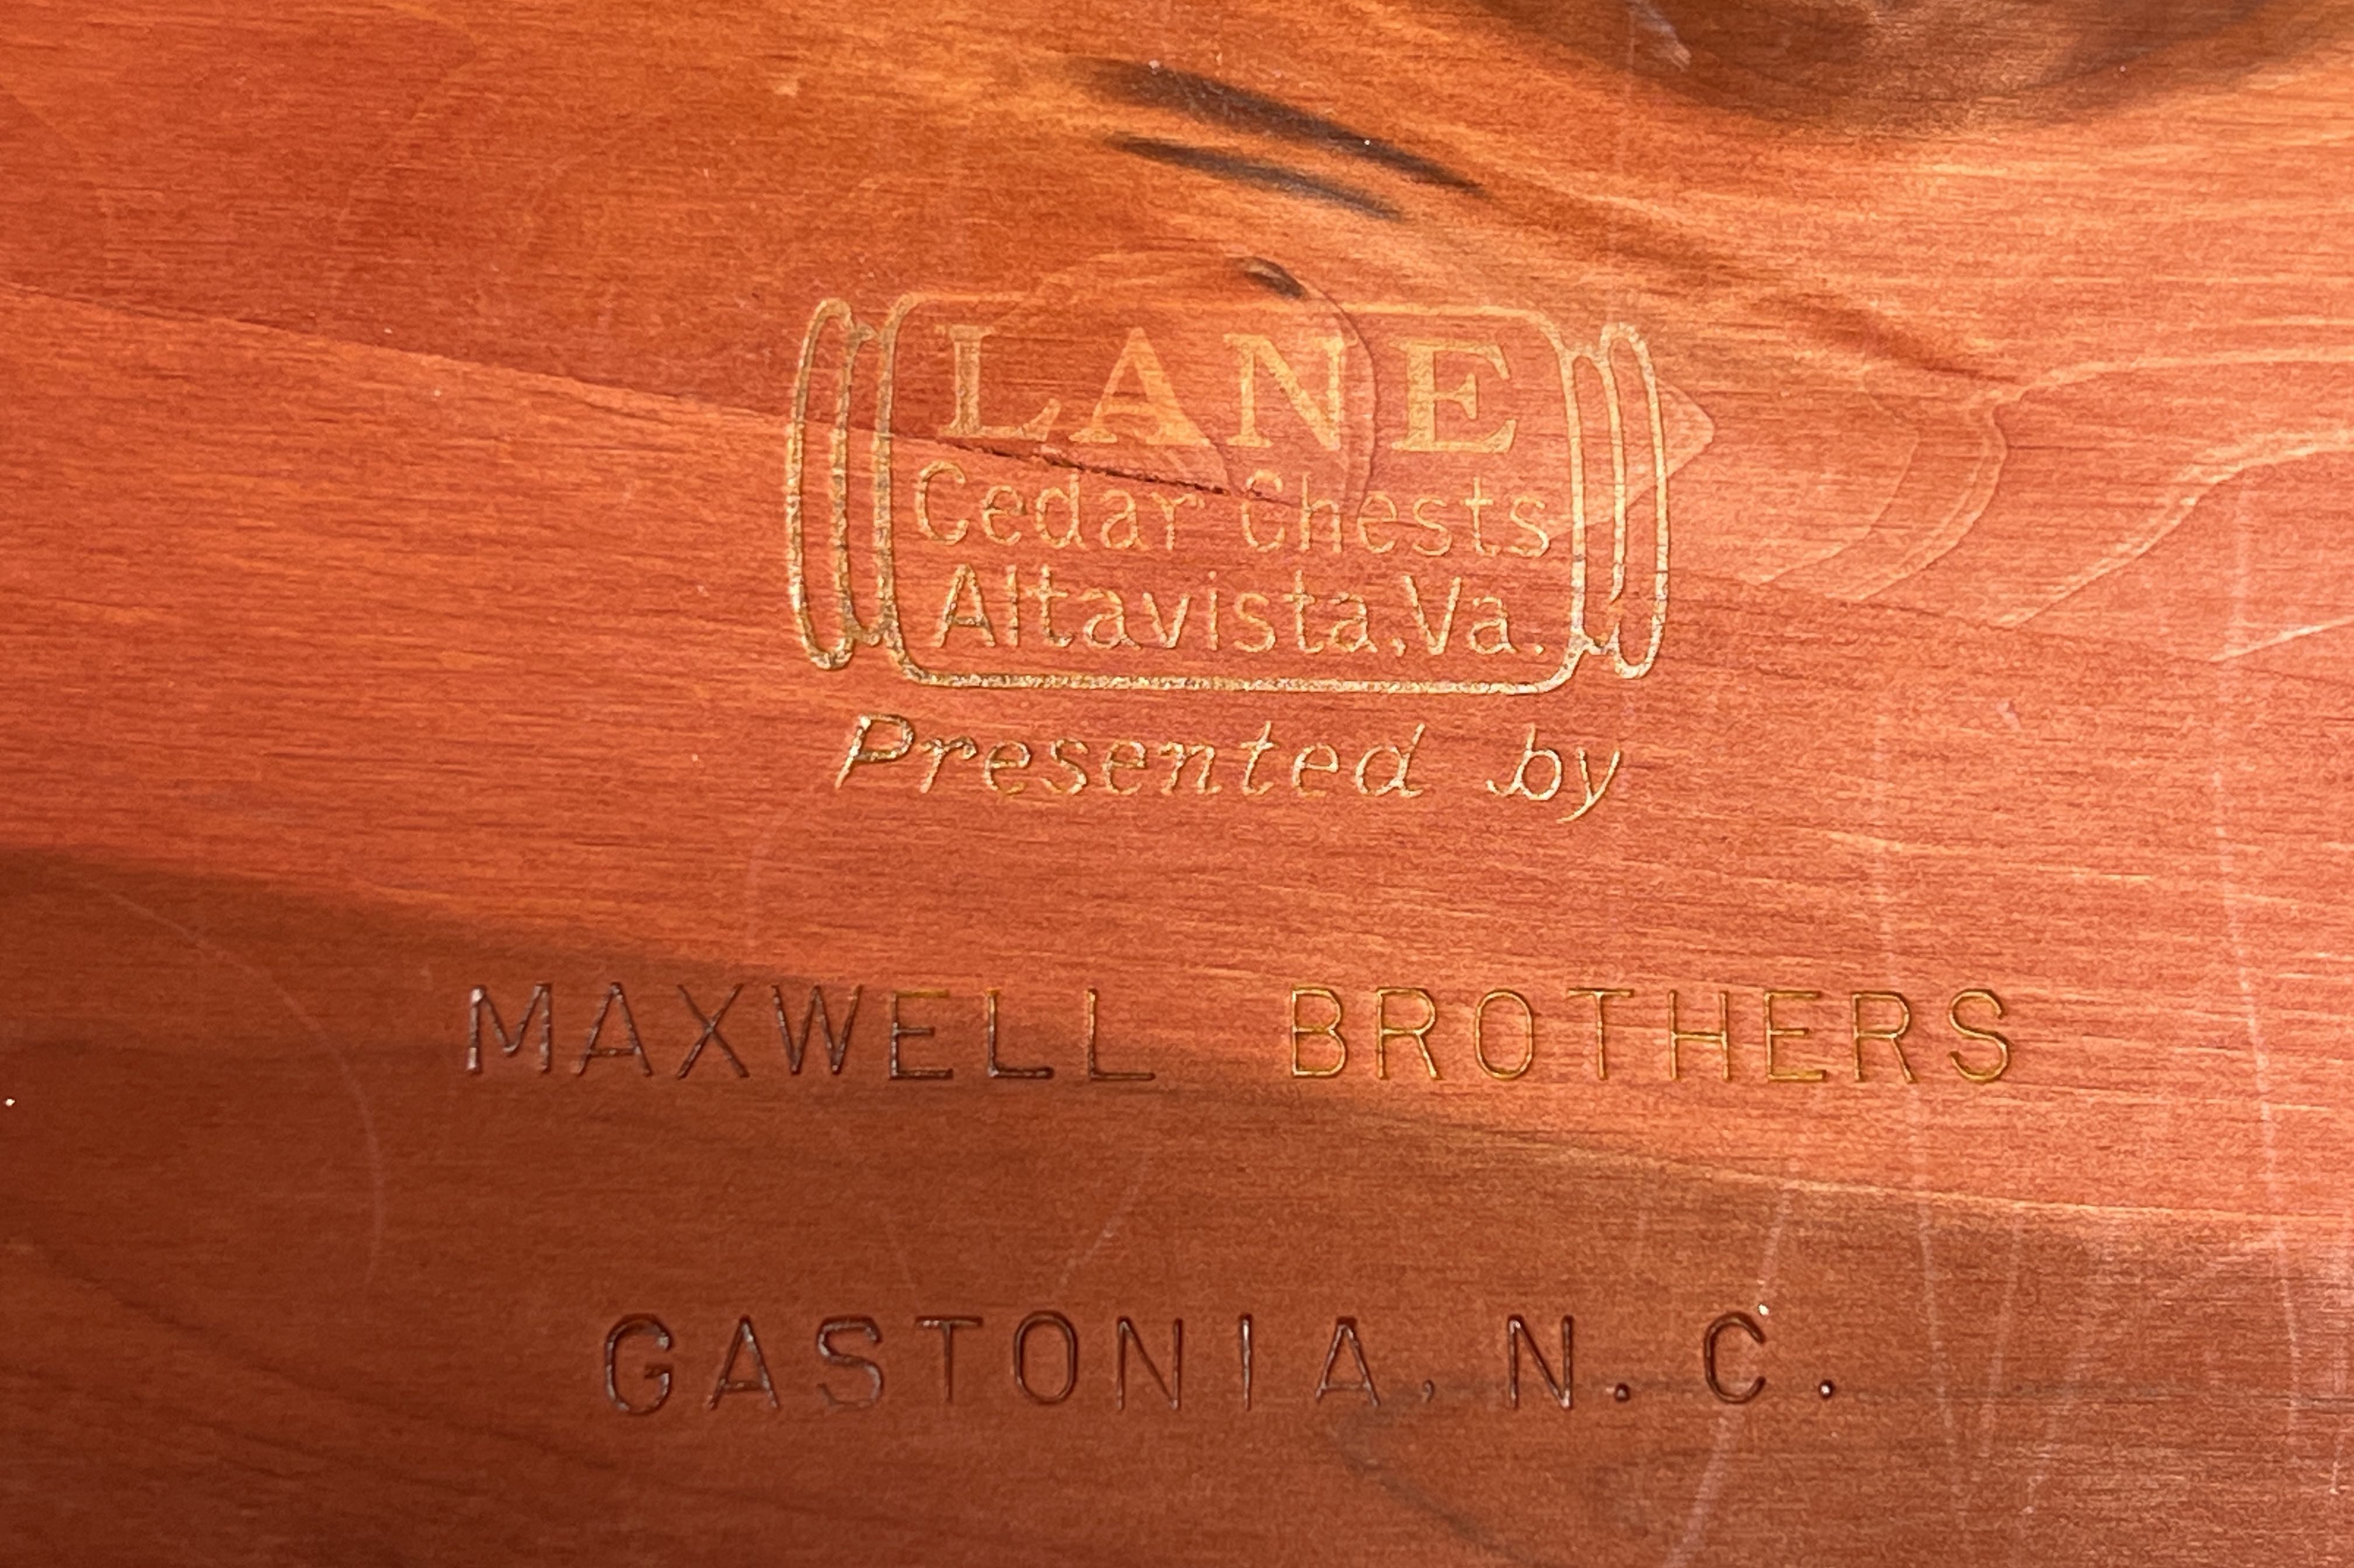 LANE
Cedar Chests
Altavista.Va.
Presented by
MAXWELL BROTHERS
GASTONIA, N. C.